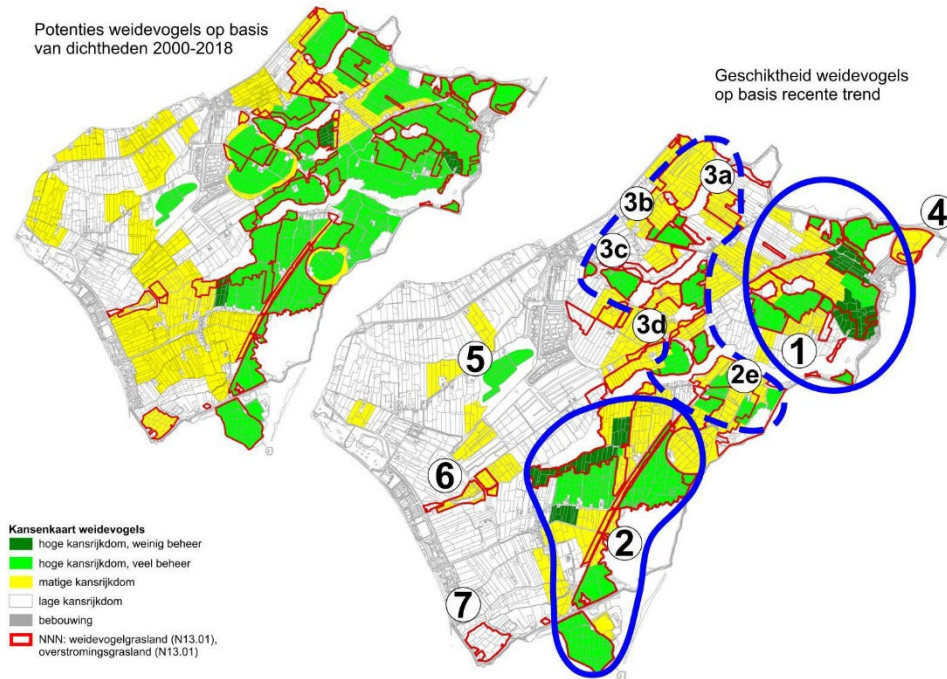 Potenties weidevogels op basis
van dichtheden 2000-2018
Geschiktheid weidevogels
op basis recente trend
3a
3b
4
3c
3d
1
5
2e
6
2
7
Kansenkaart weidevogels
hoge kansrijkdom, weinig beheer
hoge kansrijkdom, veel beheer
matige kansrijkdom
lage kansrijkdom
bebouwing
NNN: weidevogelgrasland (N13.01),
overstromingsgrasland (N13.01)